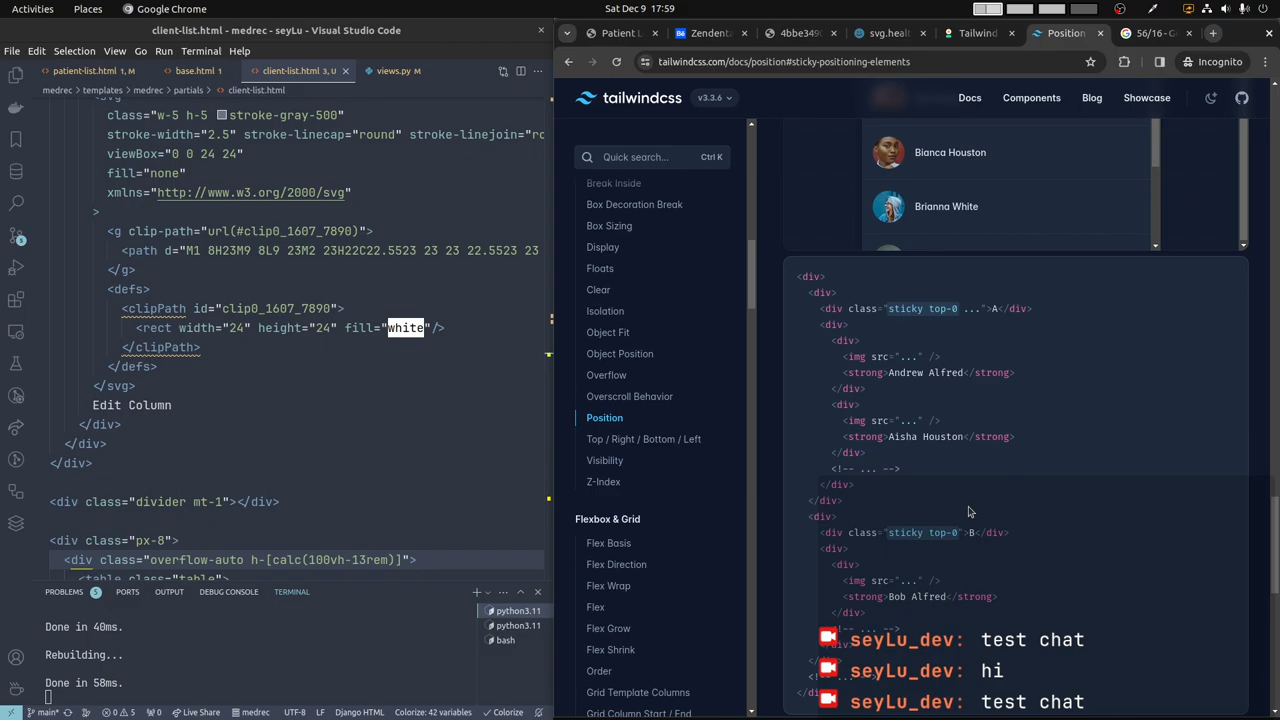 Activities Places Google Chrome Sat Dec 9 17:59
client-list.html - medrec - seyLu - Visual Studio Code
File Edit Selection View Go Run Terminal Help
patient-list.html 1, M base.html 1 client-list.html 3, U views.py M
medrec > templates > medrec > partials > client-list.html
class="w-5 h-5 stroke-gray-500"
stroke-width="2.5" stroke-linecap="round" stroke-linejoin="ro
viewBox="0 0 24 24"
fill="none"
xmlns="http://www.w3.org/2000/svg"
>
<g clip-path="url(#clip0_1607_7890)">
<path d="M1 8H23M9 8L9 23M2 23H22C22.5523 23 23 22.5523 23
</g>
<defs>
<clipPath id="clip0_1607_7890">
<rect width="24" height="24" fill="white"/>
</clipPath>
</defs>
</svg>
Edit Column
</div>
</div>
</div>
<div class="divider mt-1"></div>
<div class="px-8">
<div class="overflow-auto h-[calc(100vh-13rem)]">
<table class="table">
PROBLEMS 5 PORTS OUTPUT DEBUG CONSOLE TERMINAL
Done in 40ms.
Rebuilding...
Done in 58ms.
python3.11
python3.11
bash
main* 0 5 0 Live Share medrec UTF-8 LF Django HTML Colorize: 42 variables Colorize
Patient L Zendenta 4bbe349 svg.heal Tailwind Position 56/16 - G
tailwindcss.com/docs/position#sticky-positioning-elements Incognito
tailwindcss v3.3.6 Docs Components Blog Showcase
Quick search... Ctrl K
Break Inside
Box Decoration Break
Box Sizing
Display
Floats
Clear
Isolation
Object Fit
Object Position
Overflow
Overscroll Behavior
Position
Top / Right / Bottom / Left
Visibility
Z-Index
Flexbox & Grid
Flex Basis
Flex Direction
Flex Wrap
Flex
Flex Grow
Flex Shrink
Order
Grid Template Columns
Grid Column Start / End
Bianca Houston
Brianna White
<div>
<div>
<div class="sticky top-0 ...">A</div>
<div>
<div>
<img src="..." />
<strong>Andrew Alfred</strong>
</div>
<div>
<img src="..." />
<strong>Aisha Houston</strong>
</div>
<!-- ... -->
</div>
</div>
<div>
<div class="sticky top-0">B</div>
<div>
<div>
<img src="..." />
<strong>Bob Alfred</strong>
</div>
<!-- ... -->
seyLu_dev: test chat
seyLu_dev: hi
seyLu_dev: test chat